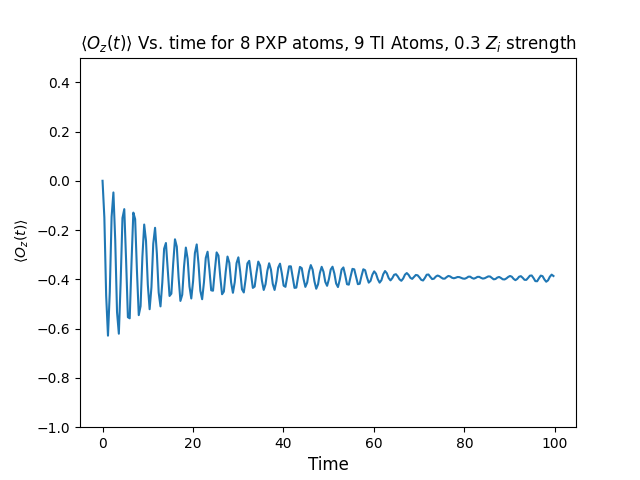 ⟨O_z(t)⟩ Vs. time for 8 PXP atoms, 9 TI Atoms, 0.3 Z_i strength
0.4
0.2
0.0
−0.2
−0.4
−0.6
−0.8
−1.0
⟨O_z(t)⟩
0 20 40 60 80 100
Time